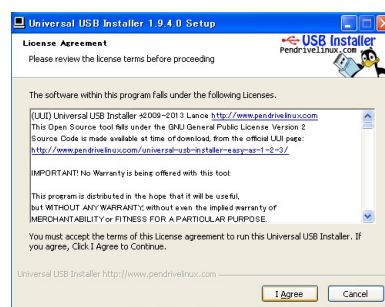 Universal USB Installer 1.9.4.0 Setup
License Agreement
Please review the license terms before proceeding
USB Installer
Pendrivelinux.com
The software within this program falls under the following Licenses.
(UUI) Universal USB Installer ©2009-2013 Lance http://www.pendrivelinux.com
This Open Source tool falls under the GNU General Public License Version 2
Source Code is made available at time of download, from the official UUI page:
http://www.pendrivelinux.com/universal-usb-installer-easy-as-1-2-3/
IMPORTANT! No Warranty is being offered with this tool:
This program is distributed in the hope that it will be useful,
but WITHOUT ANY WARRANTY; without even the implied warranty of
MERCHANTABILITY or FITNESS FOR A PARTICULAR PURPOSE.
You must accept the terms of this License agreement to run this Universal USB Installer. If
you agree, Click I Agree to Continue.
Universal USB Installer http://www.pendrivelinux.com
I Agree
Cancel